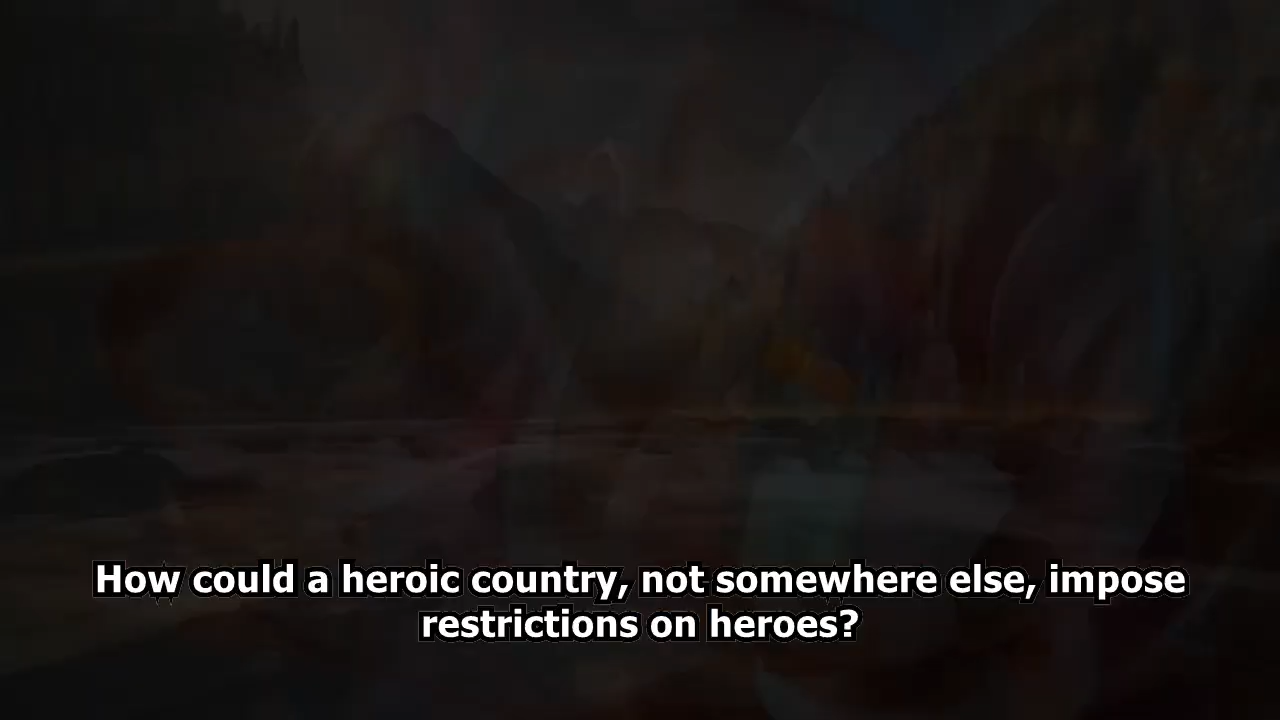 How could a heroic country, not somewhere else, impose
restrictions on heroes?